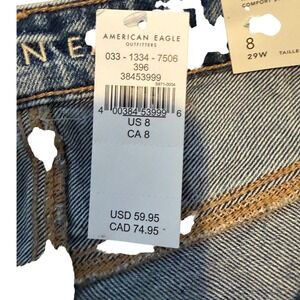 NE
AMERICAN EAGLE
OUTFITTERS
033 - 1334 - 7506
396
38453999
4 00384 53999 6
US 8
CA 8
USD 59.95
CAD 74.95
COMFORT
8
29W TAILLE